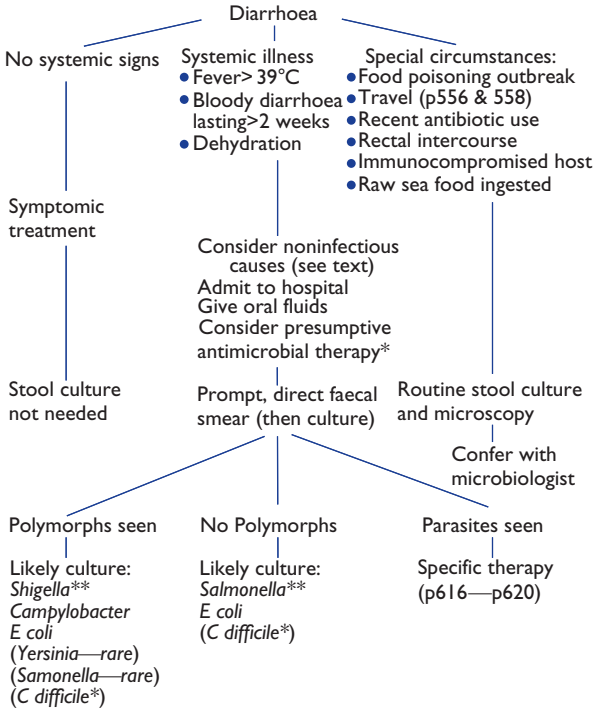 Diarrhoea
No systemic signs
Systemic illness
• Fever> 39°C
• Bloody diarrhoea
lasting>2 weeks
• Dehydration
Special circumstances:
• Food poisoning outbreak
• Travel (p556 & 558)
• Recent antibiotic use
• Rectal intercourse
• Immunocompromised host
• Raw sea food ingested
Symptomic
treatment
Consider noninfectious
causes (see text)
Admit to hospital
Give oral fluids
Consider presumptive
antimicrobial therapy*
Stool culture
not needed
Prompt, direct faecal
smear (then culture)
Routine stool culture
and microscopy
Confer with
microbiologist
Polymorphs seen
No Polymorphs
Parasites seen
Likely culture:
Shigella**
Campylobacter
E coli
(Yersinia—rare)
(Samonella—rare)
(C difficile*)
Likely culture:
Salmonella**
E coli
(C difficile*)
Specific therapy
(p616—p620)